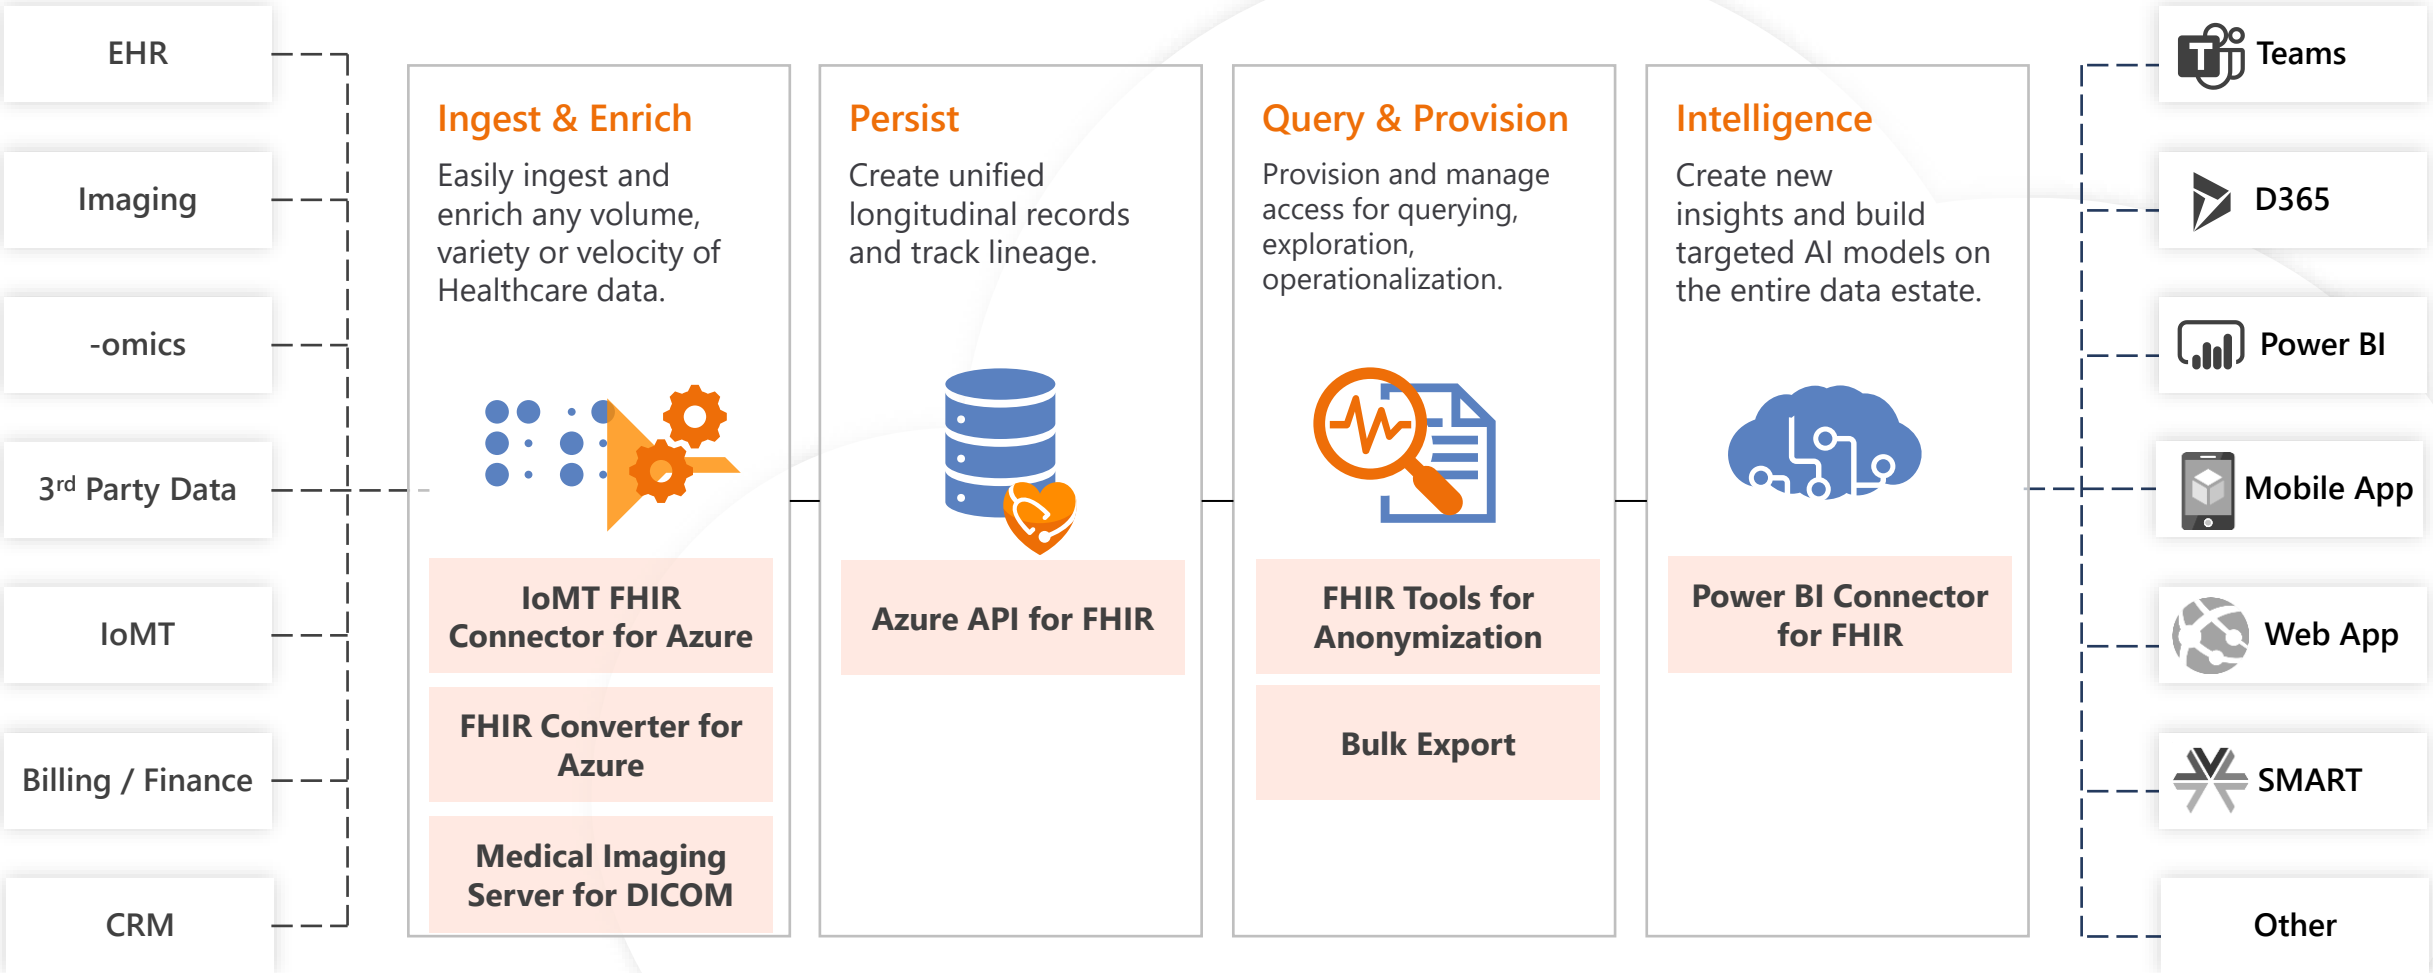 EHR
Imaging
-omics
3rd Party Data
IoMT
Billing / Finance
CRM
Ingest & Enrich
Easily ingest and
enrich any volume,
variety or velocity of
Healthcare data.
IoMT FHIR
Connector for Azure
FHIR Converter for
Azure
Medical Imaging
Server for DICOM
Persist
Create unified
longitudinal records
and track lineage.
Azure API for FHIR
Query & Provision
Provision and manage
access for querying,
exploration,
operationalization.
FHIR Tools for
Anonymization
Bulk Export
Intelligence
Create new
insights and build
targeted AI models on
the entire data estate.
Power BI Connector
for FHIR
Teams
D365
Power BI
Mobile App
Web App
SMART
Other